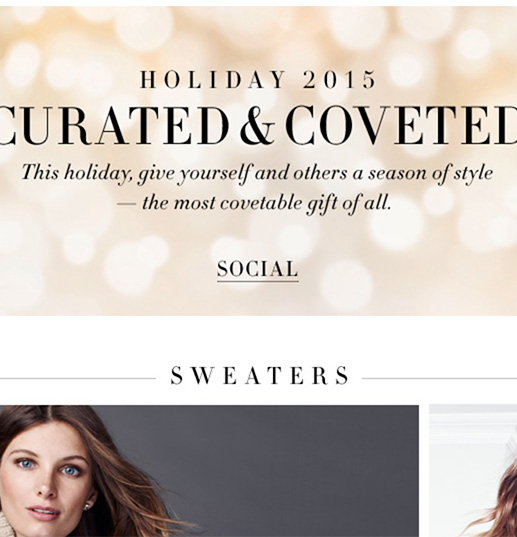 HOLIDAY 2015
CURATED & COVETED
This holiday, give yourself and others a season of style
— the most covetable gift of all.
SOCIAL
SWEATERS